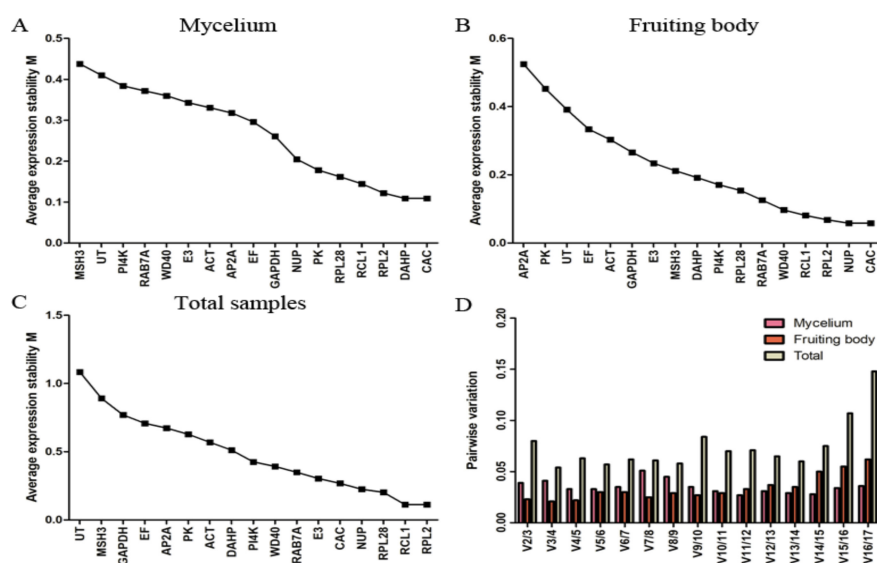 A
Mycelium
Average expression stability M
0.5
0.4
0.3
0.2
0.1
0.0
MSH3
UT
PI4K
RAB7A
WD40
E3
ACT
AP2A
EF
GAPDH
NUP
PK
RPL28
RCL1
RPL2
DAHP
CAC
B
Fruiting body
Average expression stability M
0.6
0.4
0.2
0.0
AP2A
PK
UT
EF
ACT
GAPDH
E3
MSH3
DAHP
PI4K
RPL28
RAB7A
WD40
RCL1
RPL2
NUP
CAC
C
Total samples
Average expression stability M
1.5
1.0
0.5
0.0
UT
MSH3
GAPDH
EF
AP2A
PK
ACT
DAHP
PI4K
WD40
RAB7A
E3
CAC
NUP
RPL28
RCL1
RPL2
D
Pairwise variation
0.20
0.15
0.10
0.05
0.00
Mycelium
Fruiting body
Total
V2/3
V3/4
V4/5
V5/6
V6/7
V7/8
V8/9
V9/10
V10/11
V11/12
V12/13
V13/14
V14/15
V15/16
V16/17